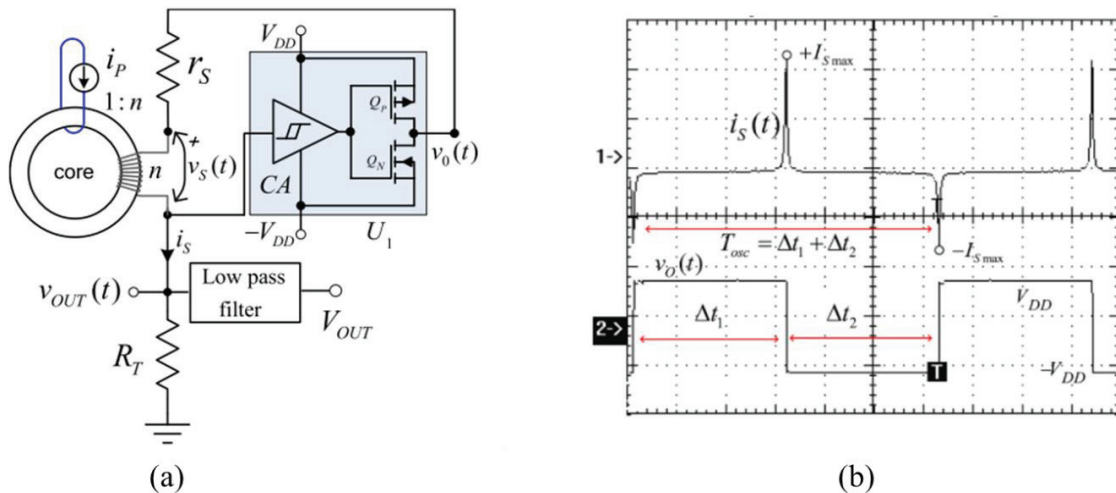 i_P
1:n
core
n
r_S
+
v_S(t)
i_S
V_DD
Q_P
Q_N
CA
-V_DD
U_1
v_0(t)
v_OUT(t)
Low pass
filter
V_OUT
R_T
(a)
+I_S max
1->
i_S(t)
T
T_osc = Δt_1 + Δt_2
-I_S max
v_O(t)
Δt_1
Δt_2
V_DD
2->
T
-V_DD
(b)